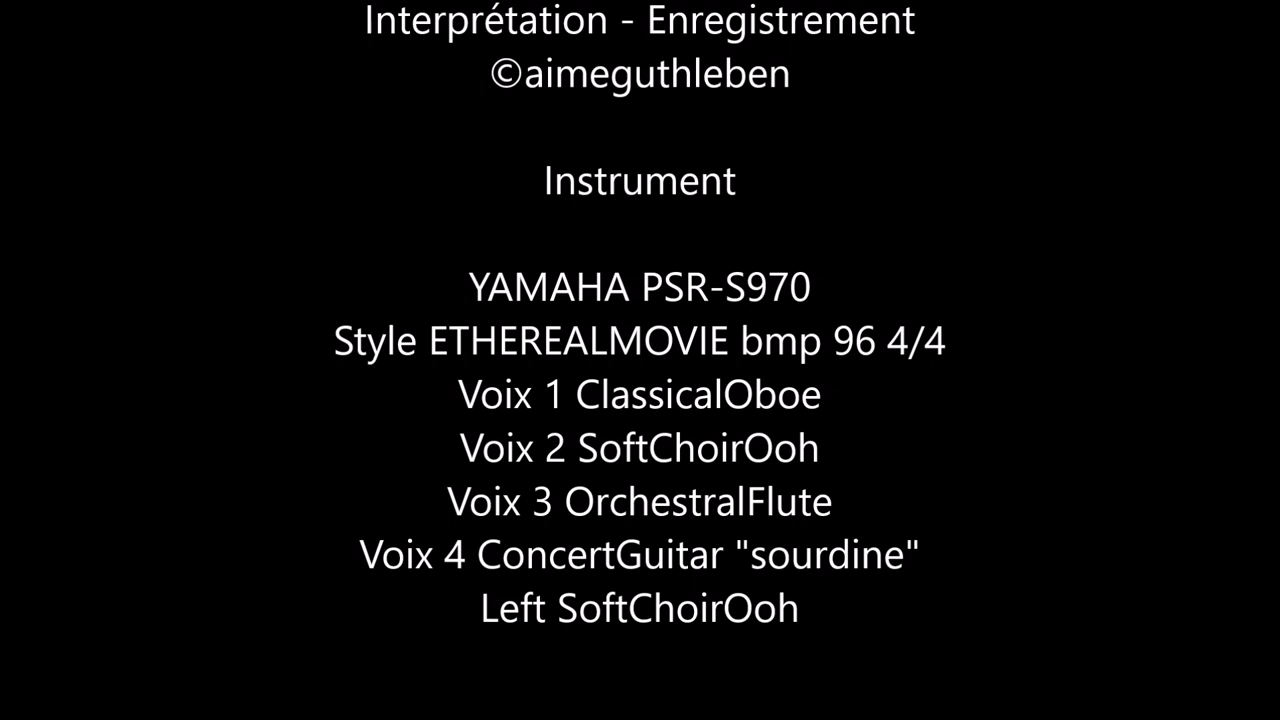 Interprétation - Enregistrement
©aimeguthleben
Instrument
YAMAHA PSR-S970
Style ETHEREALMOVIE bmp 96 4/4
Voix 1 ClassicalOboe
Voix 2 SoftChoirOoh
Voix 3 OrchestralFlute
Voix 4 ConcertGuitar "sourdine"
Left SoftChoirOoh